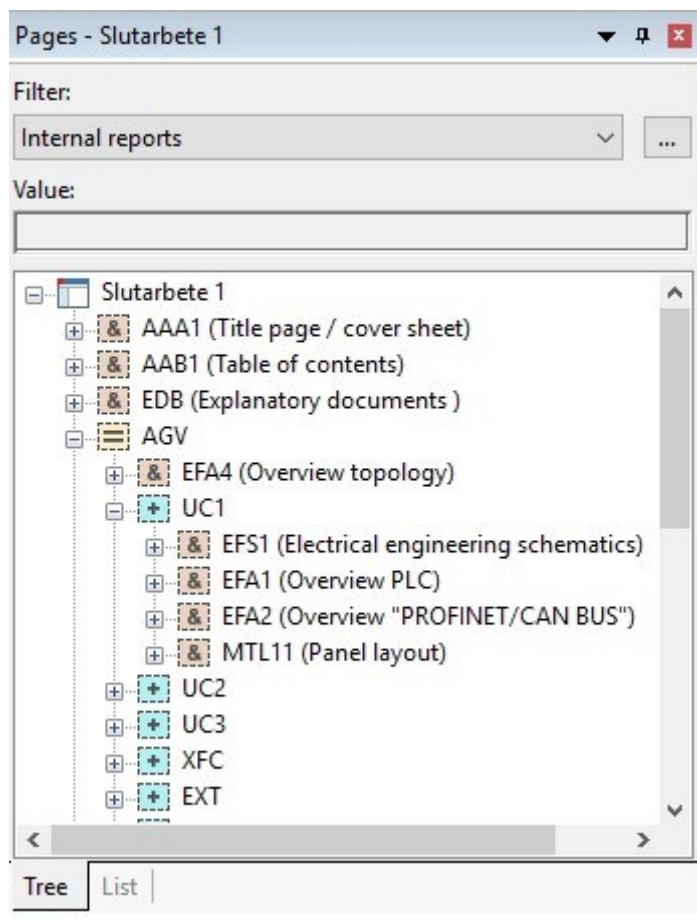 Pages - Slutarbete 1
Filter:
Internal reports
...
Value:
Slutarbete 1
& AAA1 (Title page / cover sheet)
& AAB1 (Table of contents)
& EDB (Explanatory documents )
= AGV
& EFA4 (Overview topology)
+ UC1
& EFS1 (Electrical engineering schematics)
& EFA1 (Overview PLC)
& EFA2 (Overview "PROFINET/CAN BUS")
& MTL11 (Panel layout)
+ UC2
+ UC3
+ XFC
+ EXT
Tree List